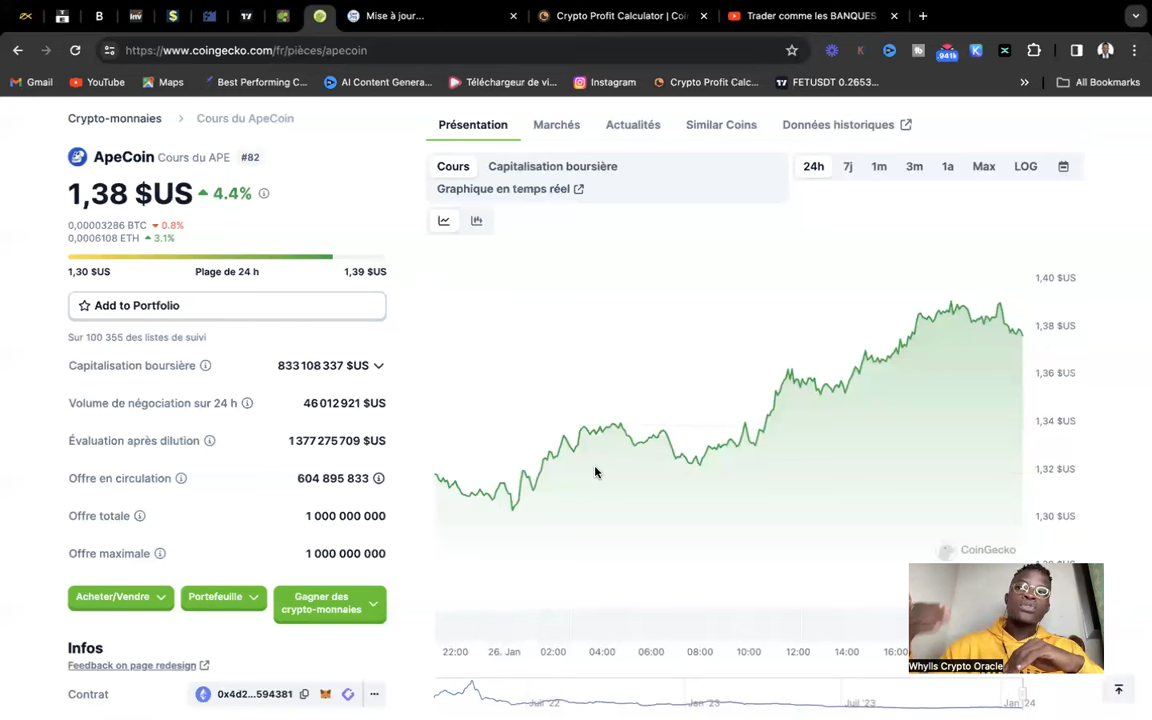 Mise à jour...
Crypto Profit Calculator | Coi
Trader comme les BANQUES
https://www.coingecko.com/fr/pièces/apecoin
.941k
Gmail
YouTube
Maps
Best Performing C...
AI Content Genera...
Téléchargeur de vi...
Instagram
Crypto Profit Calc...
FETUSDT 0.2653...
All Bookmarks
Crypto-monnaies > Cours du ApeCoin
ApeCoin Cours du APE #82
1,38 $US 4.4%
0,00003286 BTC 0.8%
0,0006108 ETH 3.1%
1,30 $US Plage de 24 h 1,39 $US
Add to Portfolio
Sur 100 355 des listes de suivi
Capitalisation boursière 833 108 337 $US
Volume de négociation sur 24 h 46 012 921 $US
Évaluation après dilution 1 377 275 709 $US
Offre en circulation 604 895 833
Offre totale 1 000 000 000
Offre maximale 1 000 000 000
Acheter/Vendre
Portefeuille
Gagner des
crypto-monnaies
Infos
Feedback on page redesign
Contrat 0x4d2...594381
Présentation Marchés Actualités Similar Coins Données historiques
Cours Capitalisation boursière
Graphique en temps réel
24h 7j 1m 3m 1a Max LOG
1,40 $US
1,38 $US
1,36 $US
1,34 $US
1,32 $US
1,30 $US
CoinGecko
22:00 26. Jan 02:00 04:00 06:00 08:00 10:00 12:00 14:00 16:00
Juil '22 Jan '23 Juil '23 Jan '24
Whylls Crypto Oracle